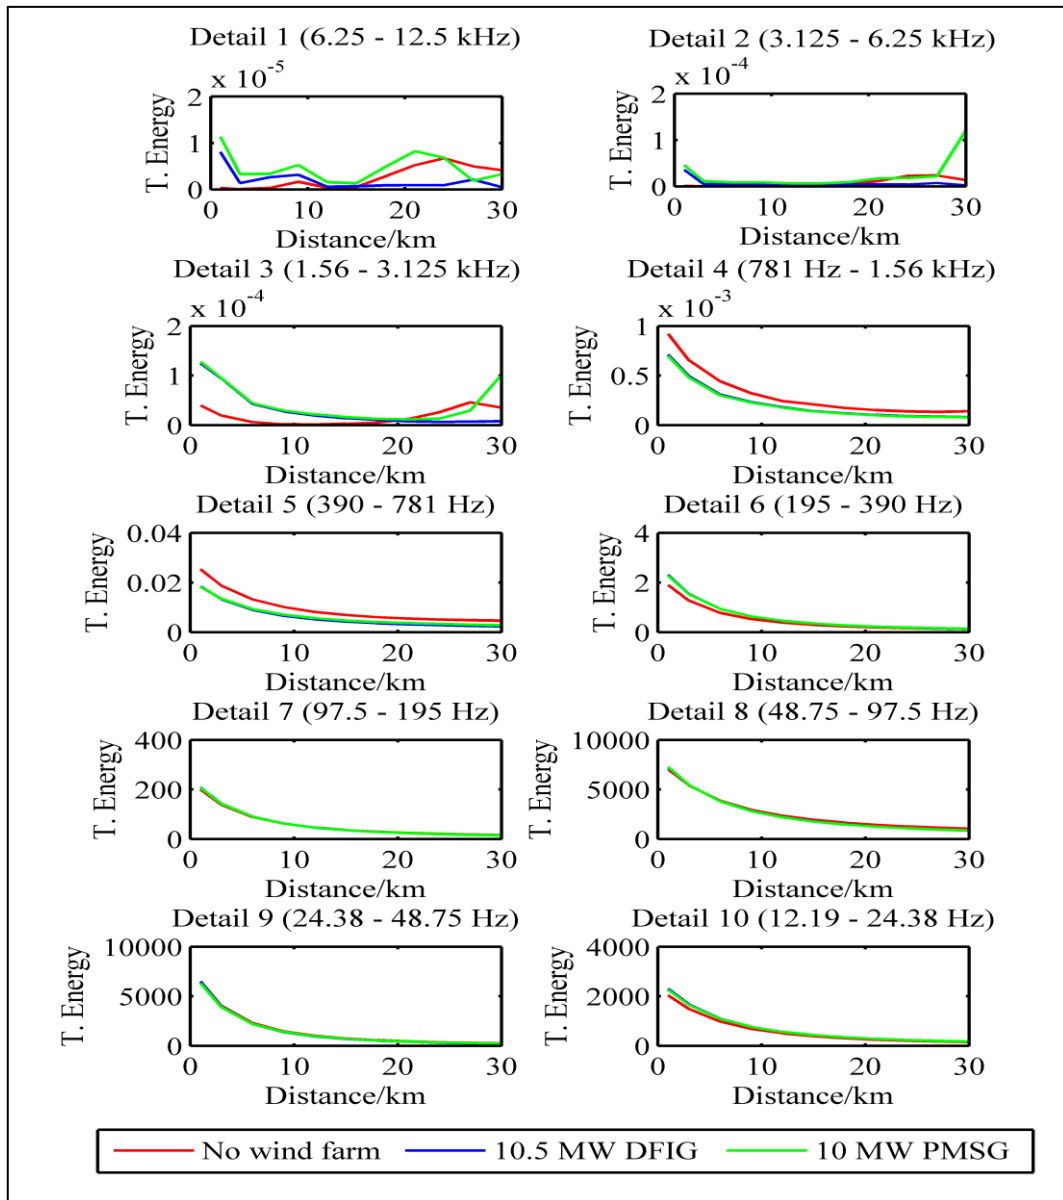 Detail 1 (6.25 - 12.5 kHz)
x 10^-5
T. Energy
2
1
0
0 10 20 30
Distance/km
Detail 2 (3.125 - 6.25 kHz)
x 10^-4
T. Energy
2
1
0
0 10 20 30
Distance/km
Detail 3 (1.56 - 3.125 kHz)
x 10^-4
T. Energy
2
1
0
0 10 20 30
Distance/km
Detail 4 (781 Hz - 1.56 kHz)
x 10^-3
T. Energy
1
0.5
0
0 10 20 30
Distance/km
Detail 5 (390 - 781 Hz)
T. Energy
0.04
0.02
0
0 10 20 30
Distance/km
Detail 6 (195 - 390 Hz)
T. Energy
4
2
0
0 10 20 30
Distance/km
Detail 7 (97.5 - 195 Hz)
T. Energy
400
200
0
0 10 20 30
Distance/km
Detail 8 (48.75 - 97.5 Hz)
T. Energy
10000
5000
0
0 10 20 30
Distance/km
Detail 9 (24.38 - 48.75 Hz)
T. Energy
10000
5000
0
0 10 20 30
Distance/km
Detail 10 (12.19 - 24.38 Hz)
T. Energy
4000
2000
0
0 10 20 30
Distance/km
No wind farm 10.5 MW DFIG 10 MW PMSG